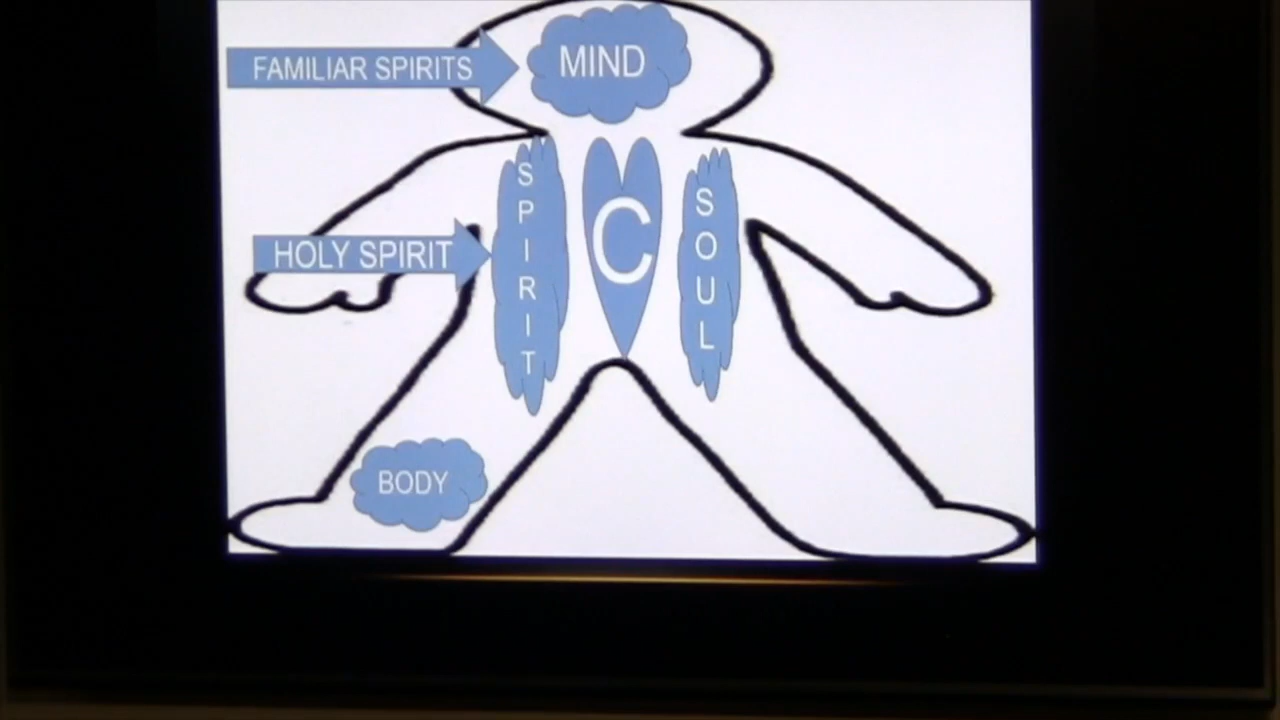 FAMILIAR SPIRITS
MIND
SPIRIT
C
SOUL
HOLY SPIRIT
BODY